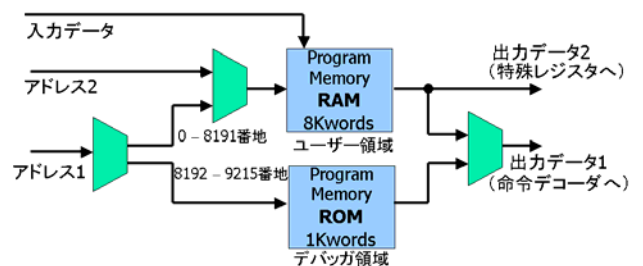 入力データ
アドレス2
アドレス1
0 – 8191番地
8192 – 9215番地
Program
Memory
RAM
8Kwords
ユーザー領域
Program
Memory
ROM
1Kwords
デバッガ領域
出力データ2
(特殊レジスタへ)
出力データ1
(命令デコーダへ)